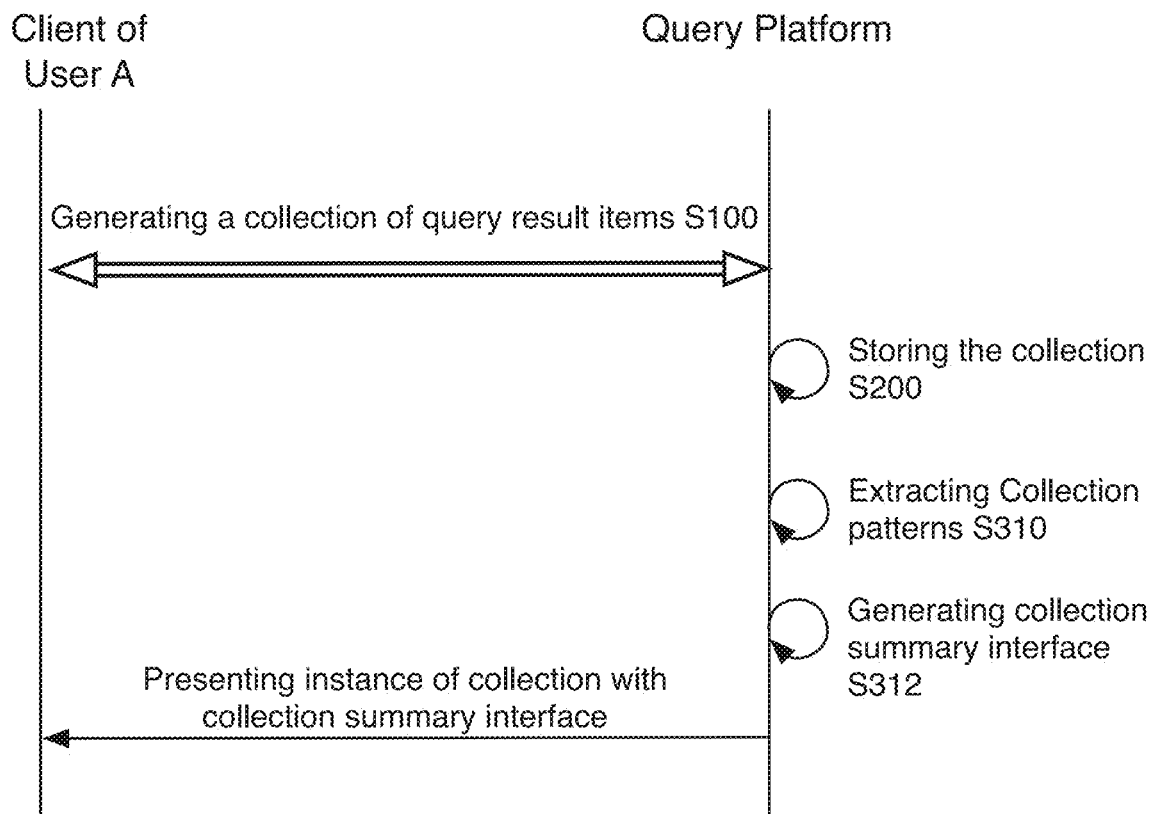 Client of
User A
Query Platform
Generating a collection of query result items S100
Storing the collection
S200
Extracting Collection
patterns S310
Generating collection
summary interface
S312
Presenting instance of collection with
collection summary interface